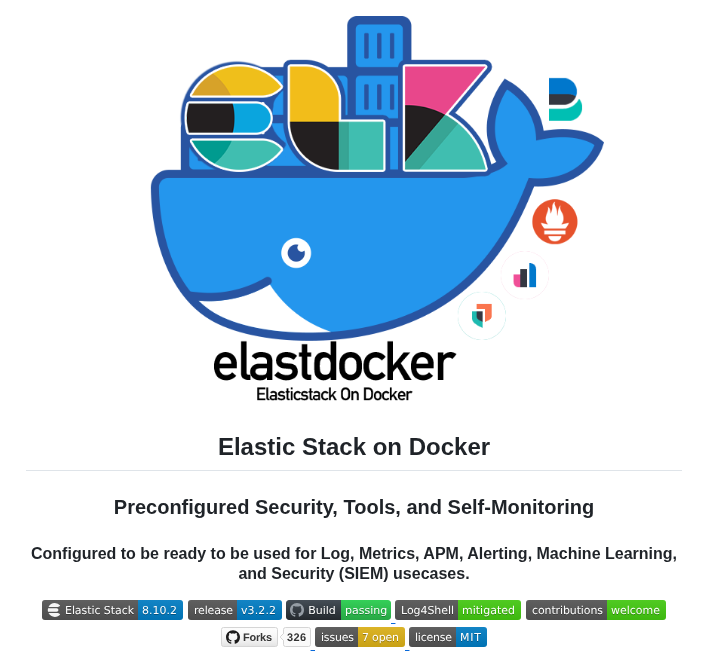 ELK
elastdocker
Elasticstack On Docker
Elastic Stack on Docker
Preconfigured Security, Tools, and Self-Monitoring
Configured to be ready to be used for Log, Metrics, APM, Alerting, Machine Learning,
and Security (SIEM) usecases.
Elastic Stack 8.10.2 release v3.2.2 Build passing Log4Shell mitigated contributions welcome
Forks 326 issues 7 open license MIT